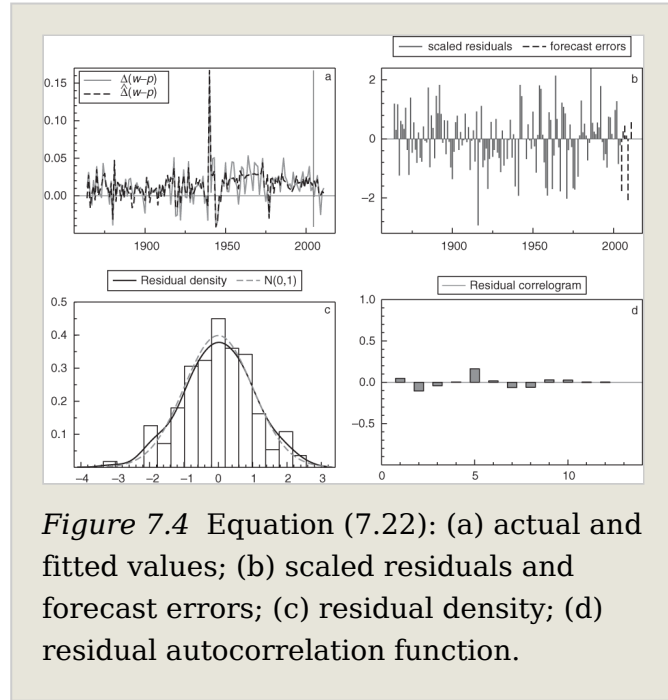 scaled residuals forecast errors
Δ(w–p)
Δ̂(w–p)
a
0.15
0.10
0.05
0.00
1900 1950 2000
b
2
0
−2
1900 1950 2000
Residual density N(0,1)
c
0.5
0.4
0.3
0.2
0.1
−4 −3 −2 −1 0 1 2 3
Residual correlogram
d
1.0
0.5
0.0
−0.5
0 5 10
Figure 7.4 Equation (7.22): (a) actual and
fitted values; (b) scaled residuals and
forecast errors; (c) residual density; (d)
residual autocorrelation function.